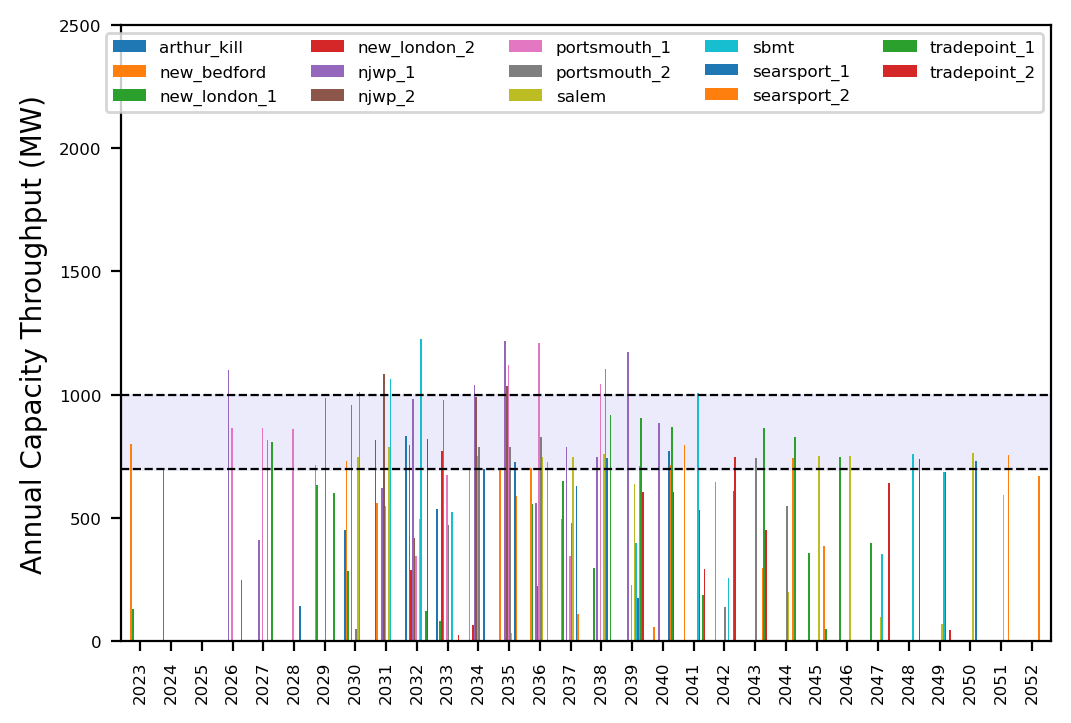 2500
2000
1500
1000
500
0
Annual Capacity Throughput (MW)
arthur_kill new_london_2 portsmouth_1 sbmt tradepoint_1
new_bedford njwp_1 portsmouth_2 searsport_1 tradepoint_2
new_london_1 njwp_2 salem searsport_2
2023 2024 2025 2026 2027 2028 2029 2030 2031 2032 2033 2034 2035 2036 2037 2038 2039 2040 2041 2042 2043 2044 2045 2046 2047 2048 2049 2050 2051 2052